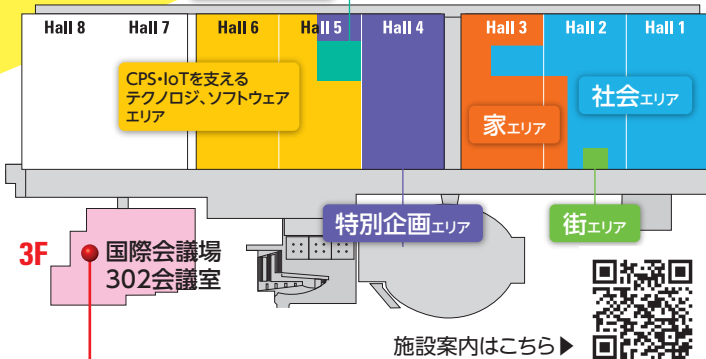 Hall 8
Hall 7
Hall 6
Hall 5
Hall 4
Hall 3
Hall 2
Hall 1
CPS・IoTを支える
テクノロジ、ソフトウェア
エリア
社会エリア
家エリア
特別企画エリア
街エリア
3F
国際会議場
302会議室
施設案内はこちら▶